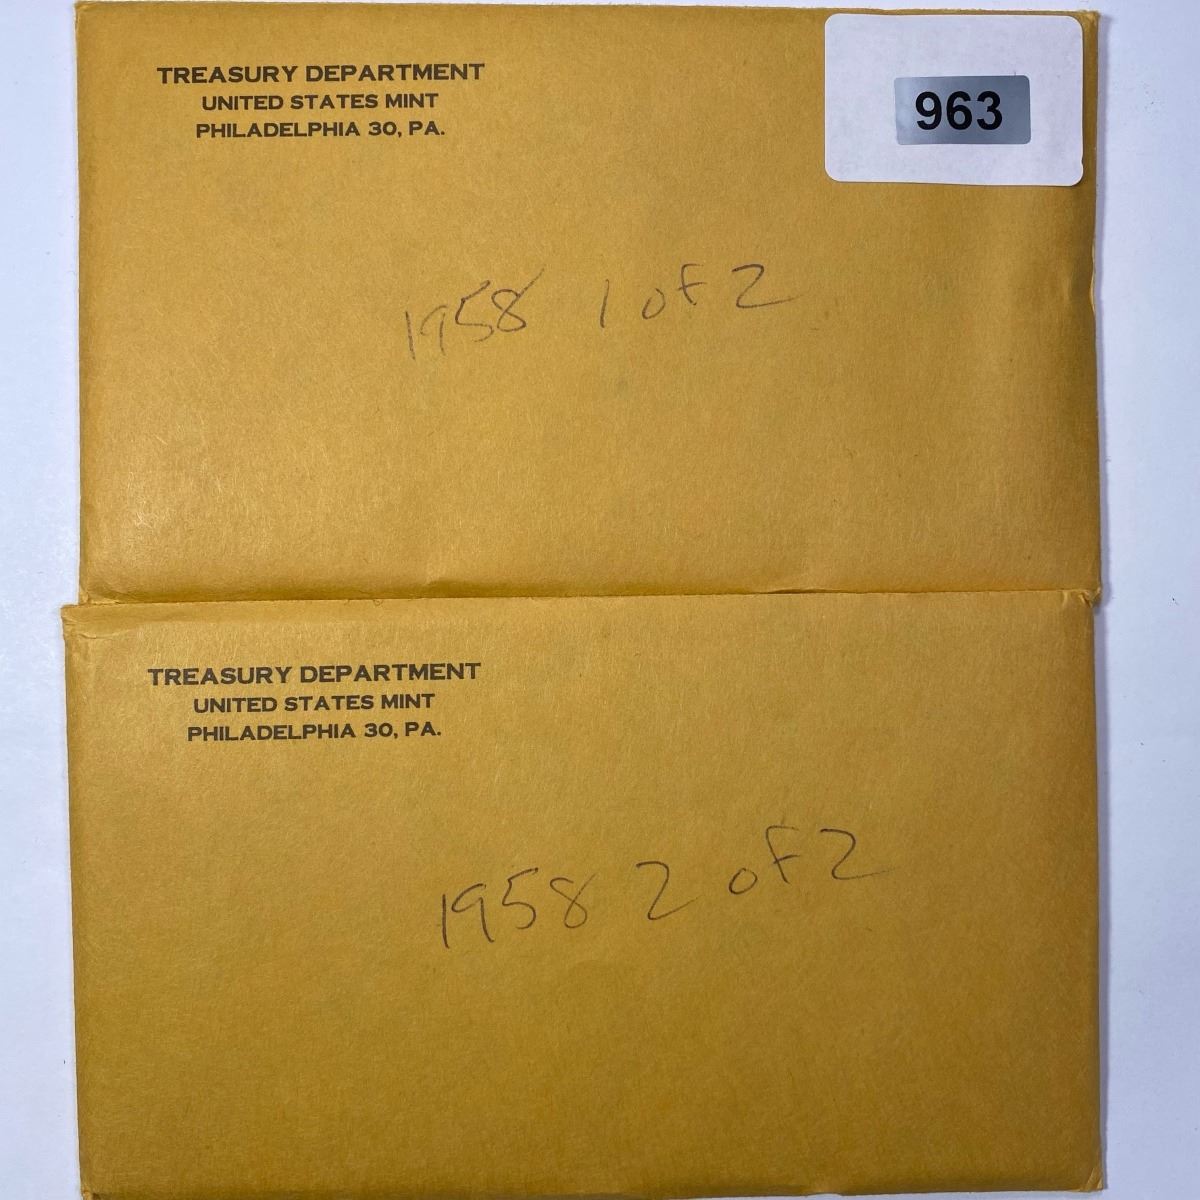 TREASURY DEPARTMENT
UNITED STATES MINT
PHILADELPHIA 30, PA.
963
1958 1 of 2
TREASURY DEPARTMENT
UNITED STATES MINT
PHILADELPHIA 30, PA.
1958 2 of 2